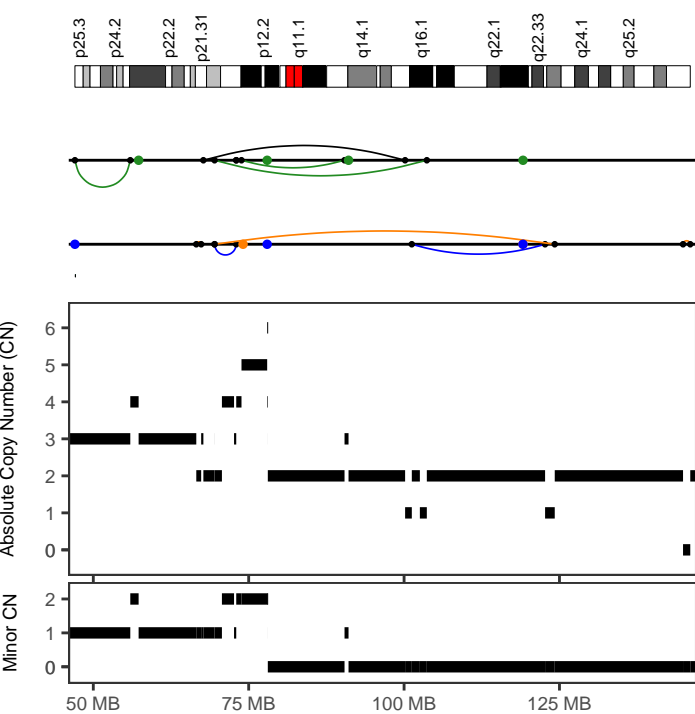 p25.3
p24.2
p22.2
p21.31
p12.2
q11.1
q14.1
q16.1
q22.1
q22.33
q24.1
q25.2
Absolute Copy Number (CN)
6
5
4
3
2
1
0
Minor CN
2
1
0
50 MB
75 MB
100 MB
125 MB